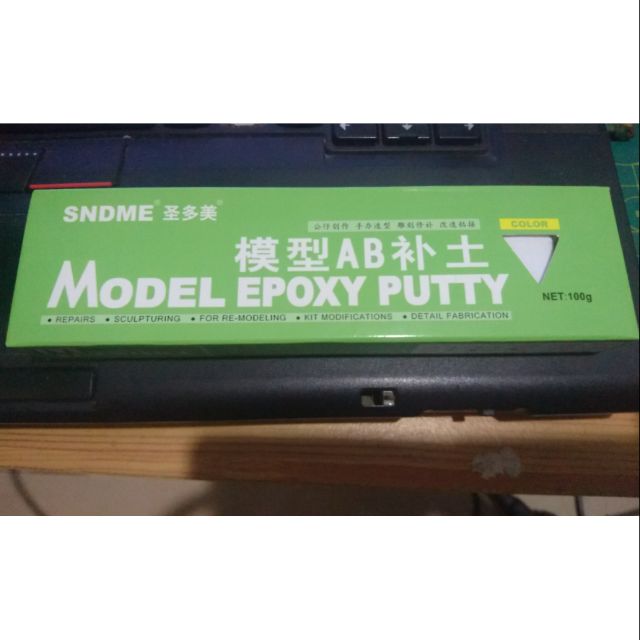 SNDME® 圣多美®
公仔创作 手办造型 雕刻修补 改造粘接
COLOR
模型AB补土
MODEL EPOXY PUTTY
NET:100g
• REPAIRS • SCULPTURING • FOR RE-MODELING • KIT MODIFICATIONS • DETAIL FABRICATION